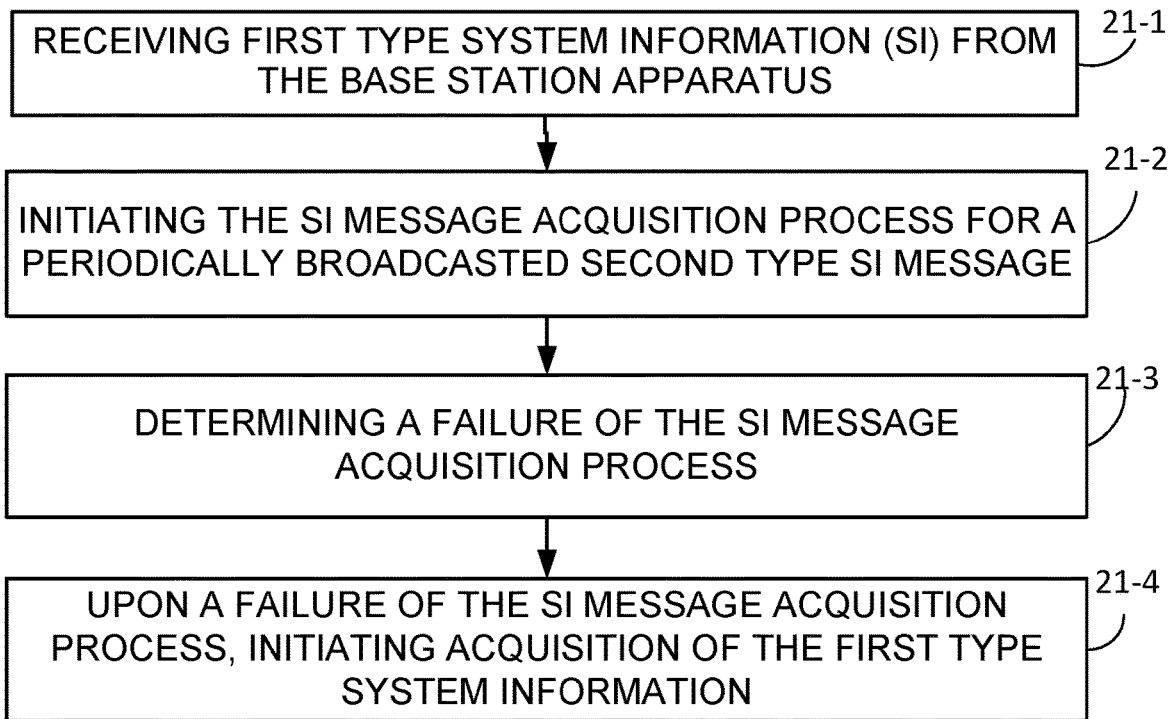 RECEIVING FIRST TYPE SYSTEM INFORMATION (SI) FROM
THE BASE STATION APPARATUS
21-1
INITIATING THE SI MESSAGE ACQUISITION PROCESS FOR A
PERIODICALLY BROADCASTED SECOND TYPE SI MESSAGE
21-2
DETERMINING A FAILURE OF THE SI MESSAGE
ACQUISITION PROCESS
21-3
UPON A FAILURE OF THE SI MESSAGE ACQUISITION
PROCESS, INITIATING ACQUISITION OF THE FIRST TYPE
SYSTEM INFORMATION
21-4